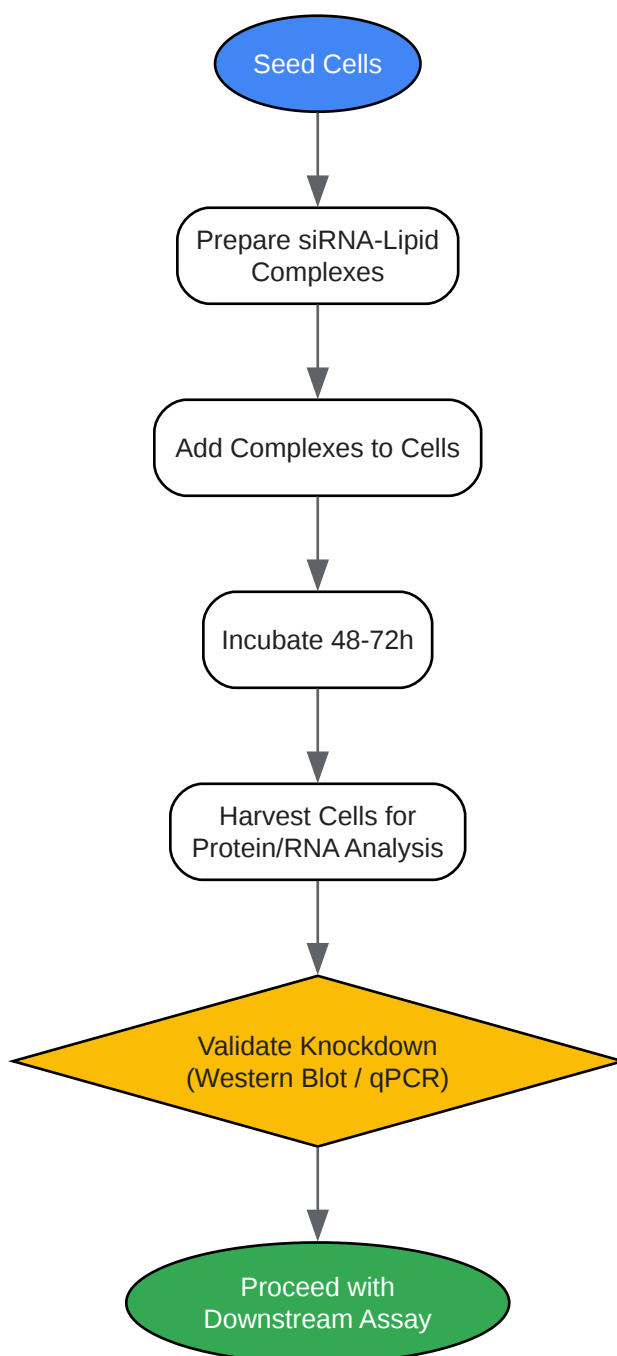 Seed Cells
Prepare siRNA-Lipid
Complexes
Add Complexes to Cells
Incubate 48-72h
Harvest Cells for
Protein/RNA Analysis
Validate Knockdown
(Western Blot / qPCR)
Proceed with
Downstream Assay